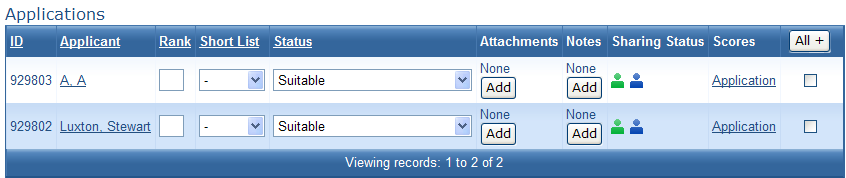 Applications
ID Applicant Rank Short List Status Attachments Notes Sharing Status Scores All +
929803 A, A - Suitable None Add None Add Application
929802 Luxton, Stewart - Suitable None Add None Add Application
Viewing records: 1 to 2 of 2